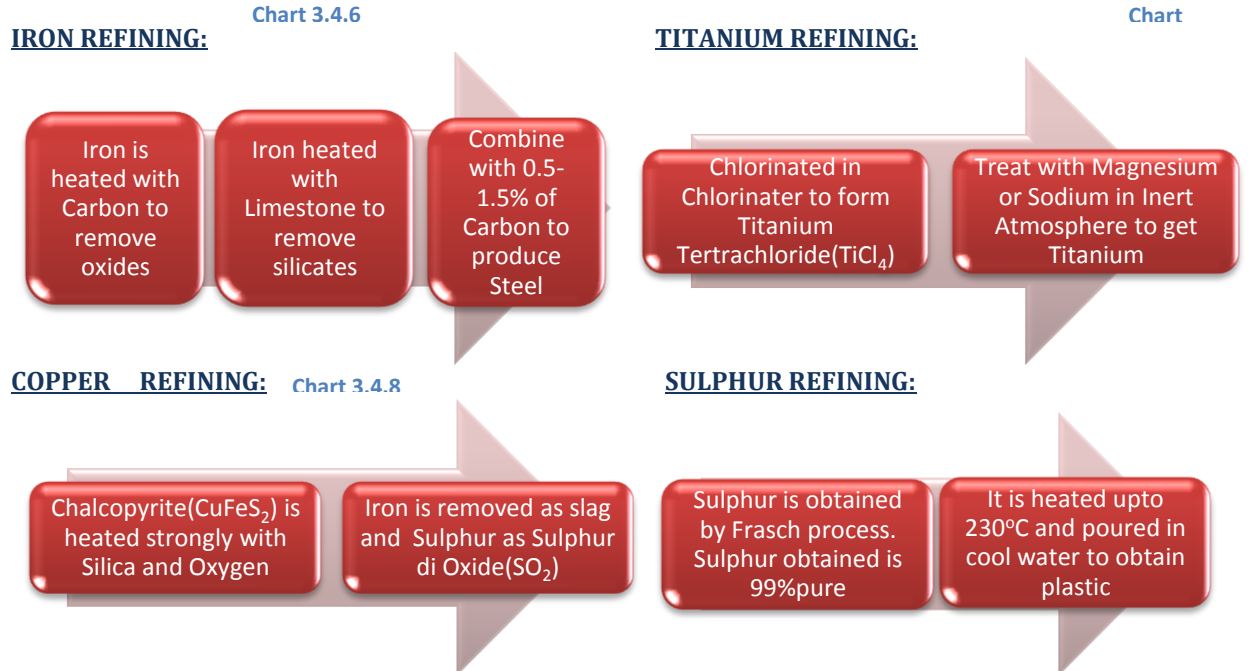 Chart 3.4.6
IRON REFINING:
Iron is
heated with
Carbon to
remove
oxides
Iron heated
with
Limestone to
remove
silicates
Combine
with 0.5-
1.5% of
Carbon to
produce
Steel
Chart
TITANIUM REFINING:
Chlorinated in
Chlorinater to form
Titanium
Tertrachloride(TiCl₄)
Treat with Magnesium
or Sodium in Inert
Atmosphere to get
Titanium
COPPER REFINING:
Chart 3.4.8
Chalcopyrite(CuFeS₂) is
heated strongly with
Silica and Oxygen
Iron is removed as slag
and Sulphur as Sulphur
di Oxide(SO₂)
SULPHUR REFINING:
Sulphur is obtained
by Frasch process.
Sulphur obtained is
99%pure
It is heated upto
230°C and poured in
cool water to obtain
plastic